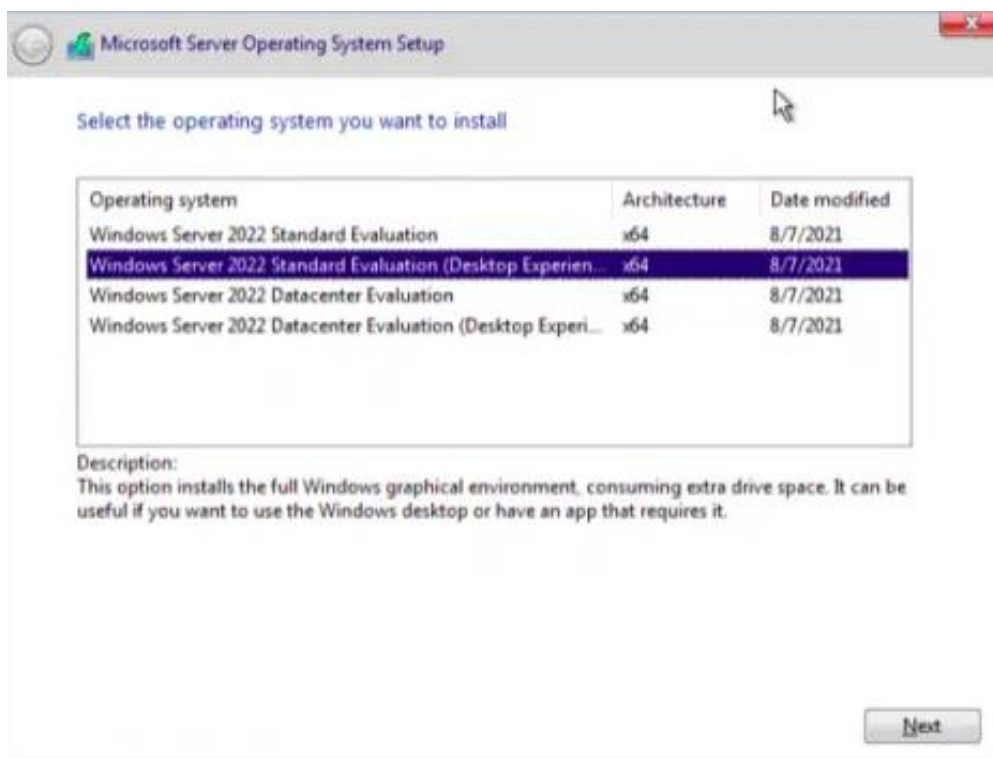 Microsoft Server Operating System Setup
Select the operating system you want to install
Operating system Architecture Date modified
Windows Server 2022 Standard Evaluation x64 8/7/2021
Windows Server 2022 Standard Evaluation (Desktop Experien... x64 8/7/2021
Windows Server 2022 Datacenter Evaluation x64 8/7/2021
Windows Server 2022 Datacenter Evaluation (Desktop Experi... x64 8/7/2021
Description:
This option installs the full Windows graphical environment, consuming extra drive space. It can be
useful if you want to use the Windows desktop or have an app that requires it.
Next